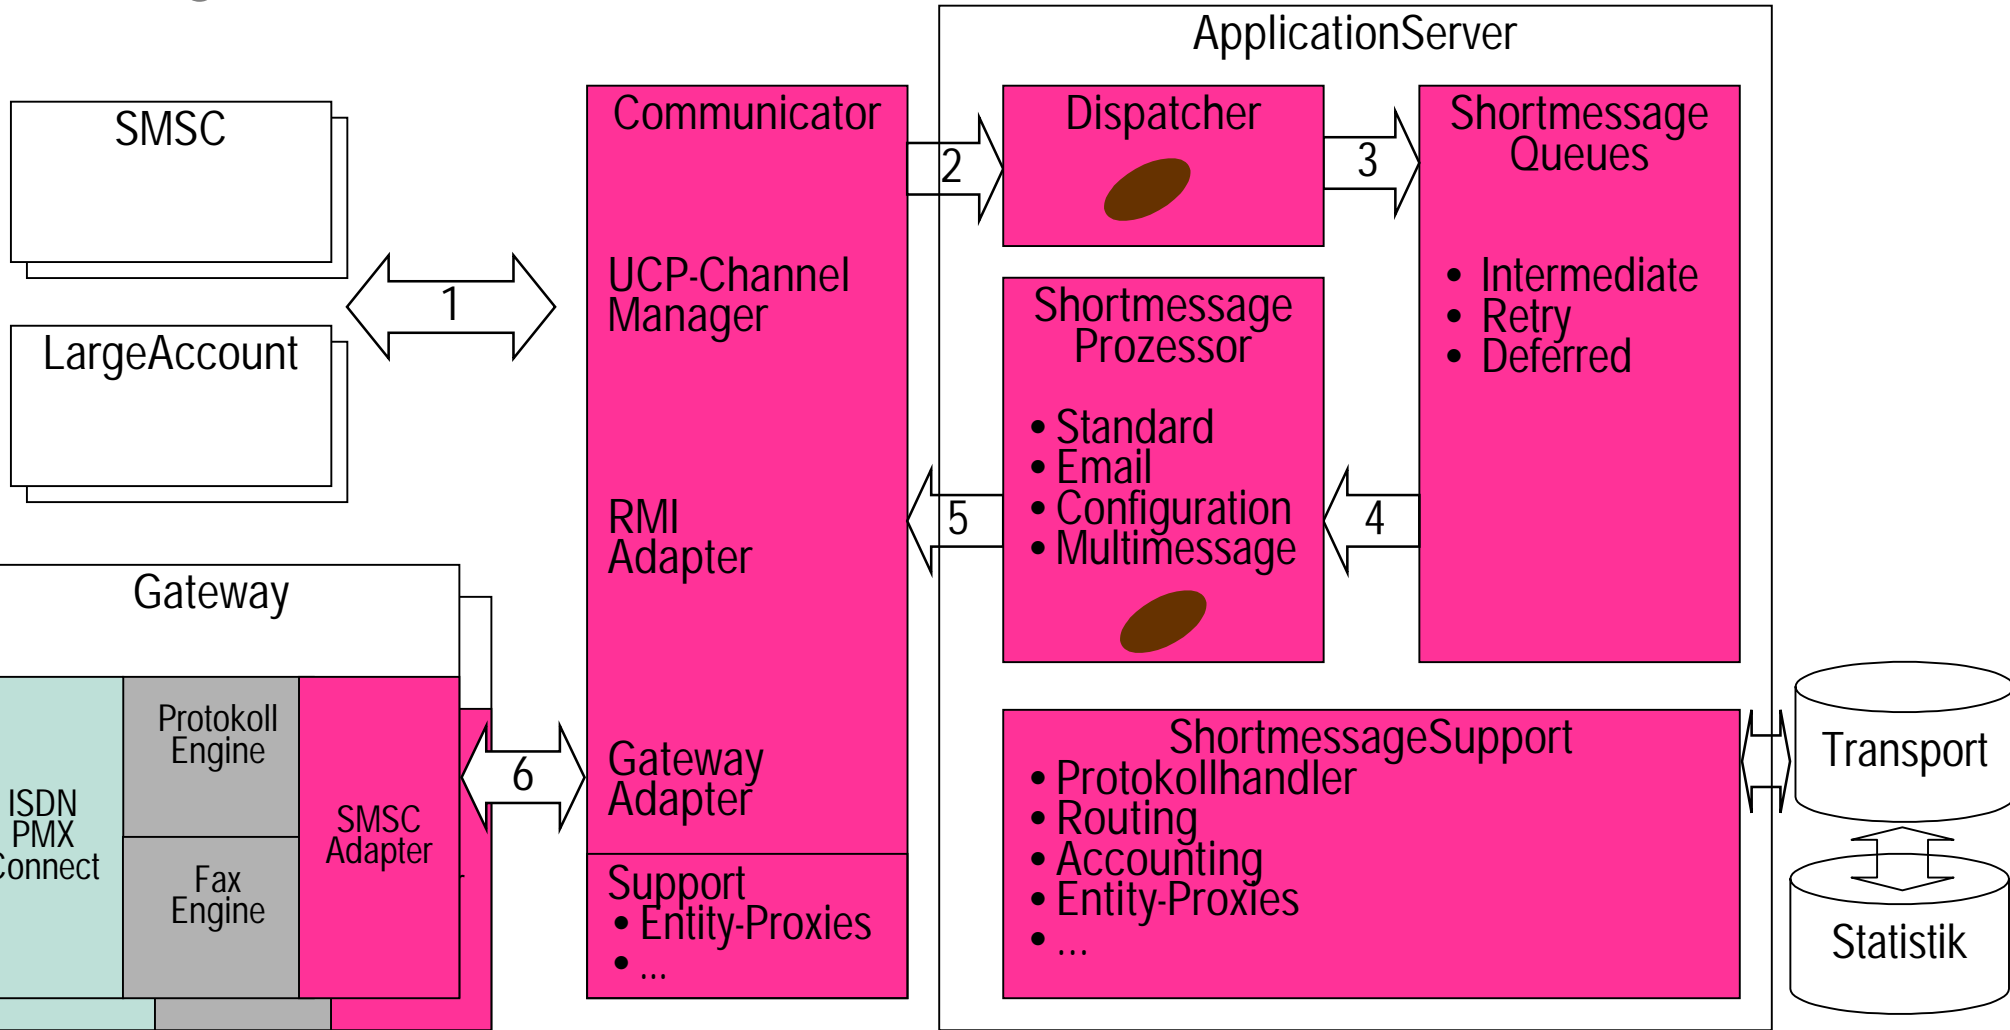 ApplicationServer
SMSC
LargeAccount
1
Communicator
UCP-Channel
Manager
RMI
Adapter
Gateway
Adapter
Support
• Entity-Proxies
• ...
2
Dispatcher
3
Shortmessage
Queues
• Intermediate
• Retry
• Deferred
Shortmessage
Prozessor
• Standard
• Email
• Configuration
• Multimessage
4
5
Gateway
ISDN
PMX
Protokoll
Engine
Fax
Engine
SMSC
Adapter
6
ShortmessageSupport
• Protokollhandler
• Routing
• Accounting
• Entity-Proxies
• ...
Transport
Statistik